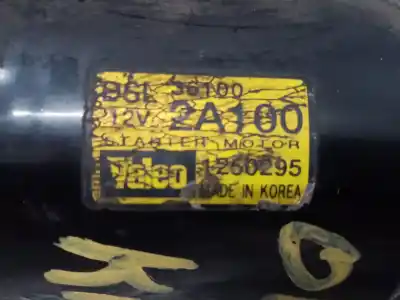 36100-
12V 2A100
STARTER MOTOR
Valeo 1260295
MADE IN KOREA
K G